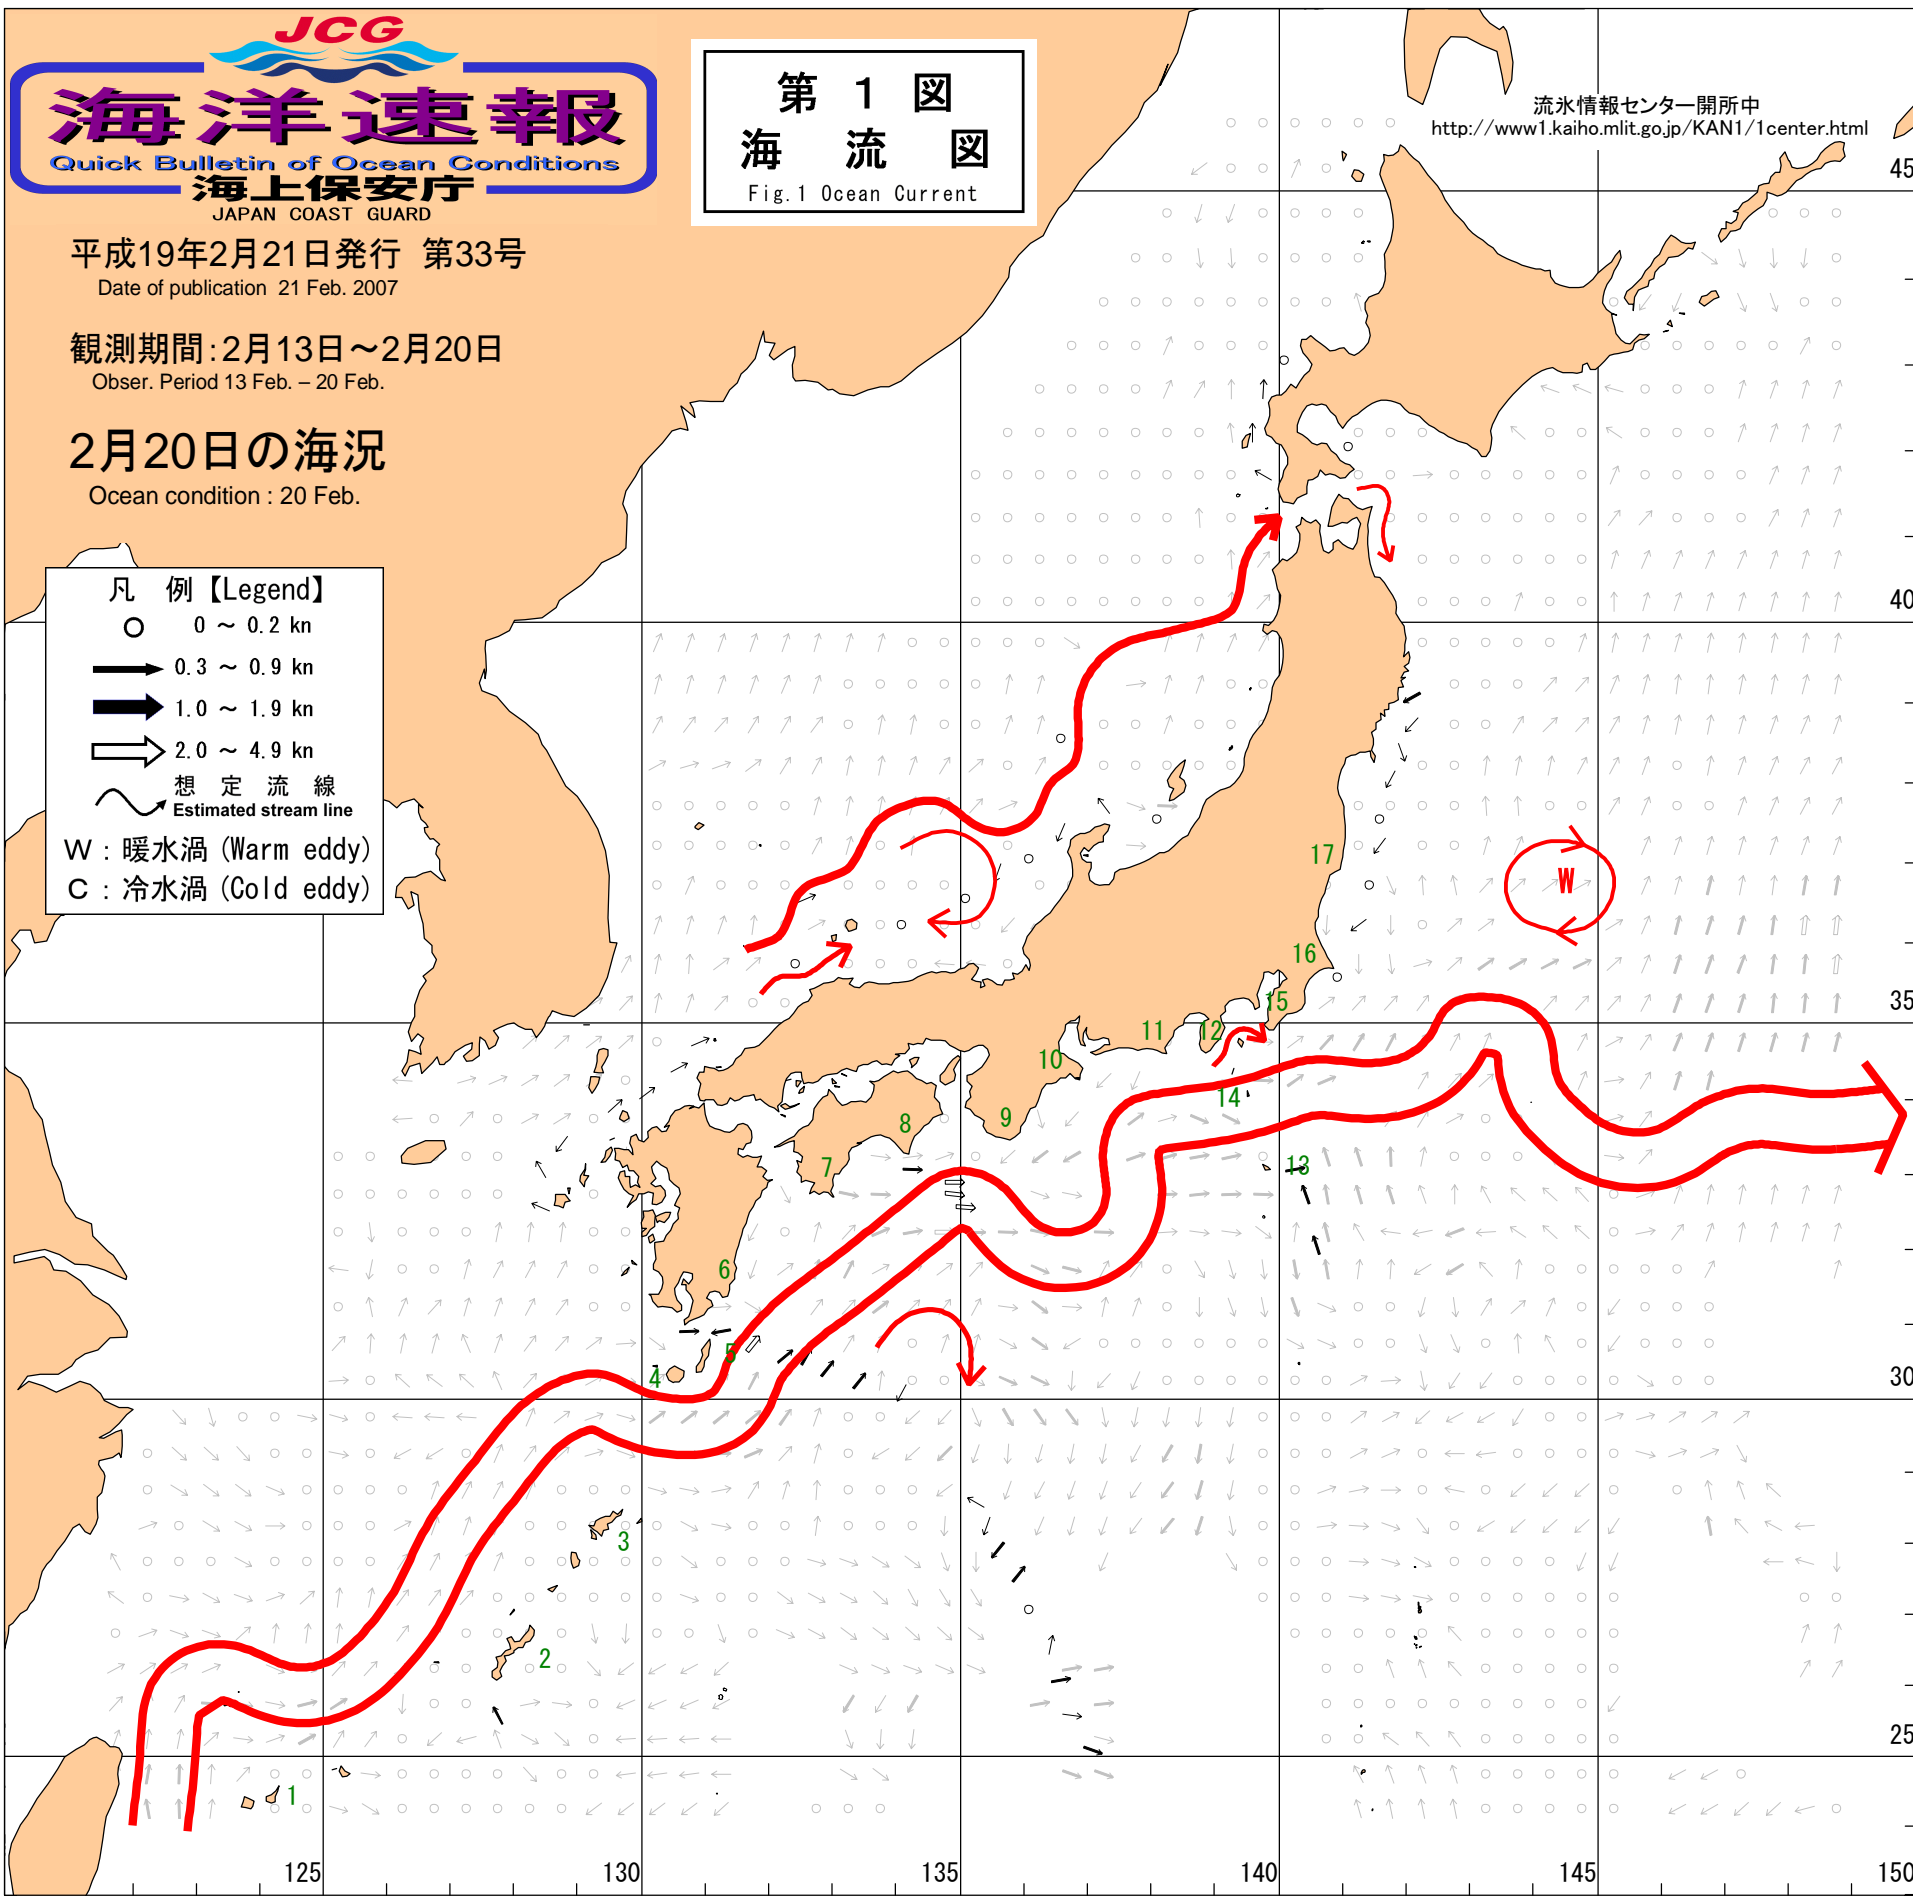 JCG
海洋速報
Quick Bulletin of Ocean Conditions
海上保安庁
JAPAN COAST GUARD
平成19年2月21日発行 第33号
Date of publication 21 Feb. 2007
観測期間:2月13日～2月20日
Obser. Period 13 Feb. – 20 Feb.
2月20日の海況
Ocean condition : 20 Feb.
第 1 図
海 流 図
Fig.1 Ocean Current
流氷情報センター開所中
http://www1.kaiho.mlit.go.jp/KAN1/1center.html
凡 例【Legend】
0 ～ 0.2 kn
0.3 ～ 0.9 kn
1.0 ～ 1.9 kn
2.0 ～ 4.9 kn
想 定 流 線
Estimated stream line
W : 暖水渦 (Warm eddy)
C : 冷水渦 (Cold eddy)
45
40
17
W
16
35
15
12
11
10
14
9
8
13
7
6
5
4
30
3
2
25
1
125
130
135
140
145
150